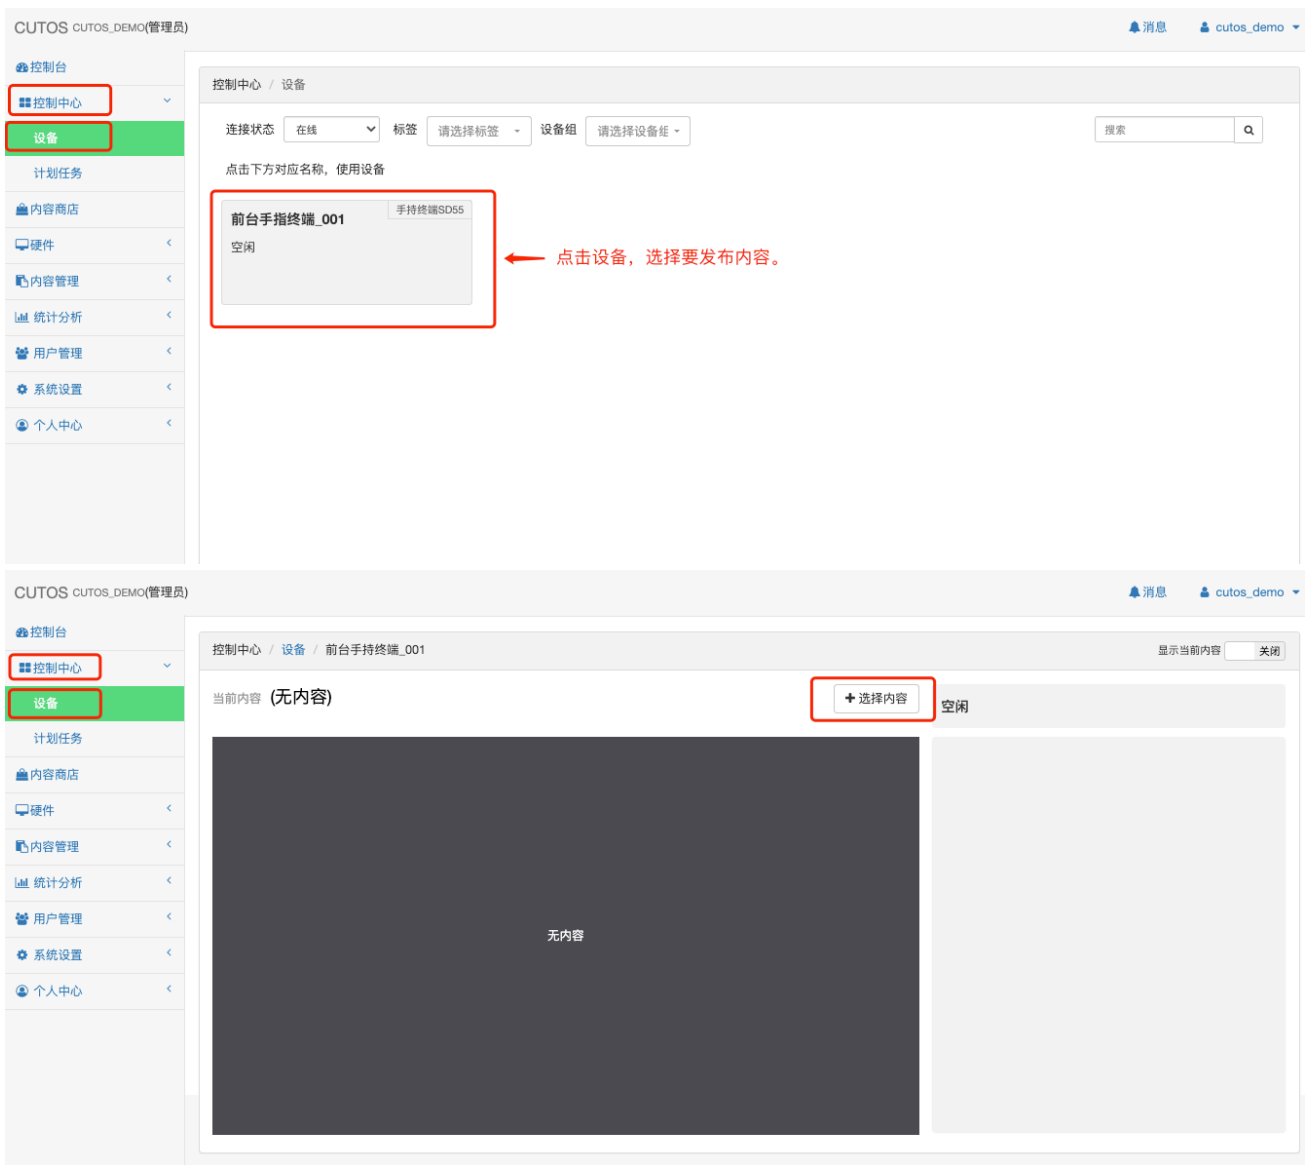 CUTOS CUTOS_DEMO(管理员)
消息
cutos_demo
控制台
控制中心
设备
计划任务
内容商店
硬件
内容管理
统计分析
用户管理
系统设置
个人中心
控制中心 / 设备
连接状态 在线 标签 请选择标签 设备组 请选择设备组
搜索
点击下方对应名称，使用设备
前台手指终端_001
手持终端SD55
空闲
点击设备，选择要发布内容。
CUTOS CUTOS_DEMO(管理员)
消息
cutos_demo
控制台
控制中心
设备
计划任务
内容商店
硬件
内容管理
统计分析
用户管理
系统设置
个人中心
控制中心 / 设备 / 前台手持终端_001
显示当前内容 关闭
当前内容 (无内容)
选择内容
空闲
无内容